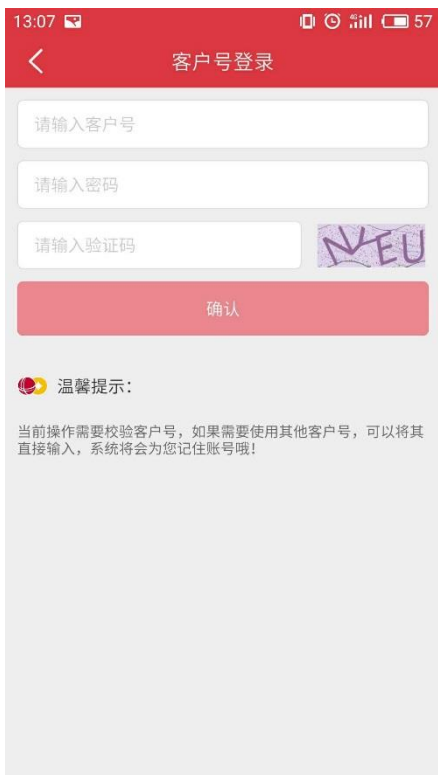 13:07
57
客户号登录
请输入客户号
请输入密码
请输入验证码
NYEU
确认
温馨提示：
当前操作需要校验客户号，如果需要使用其他客户号，可以将其
直接输入，系统将会为您记住账号哦！